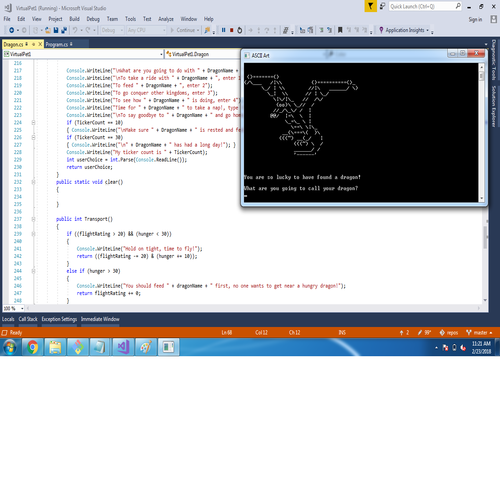 VirtualPet1 (Running) - Microsoft Visual Studio
Quick Launch (Ctrl+Q)
File Edit View Project Build Debug Team Tools Test Analyze Window Help
Sign in
Debug Any CPU Continue Application Insights
Dragon.cs Program.cs
VirtualPet1 VirtualPet1.Dragon
216
217 Console.WriteLine("\nWhat are you going to do with " + DragonName +
218 Console.WriteLine("\nTo take a ride with " + DragonName + ", enter
219 Console.WriteLine("To feed " + DragonName + ", enter 2");
220 Console.WriteLine("To go conquer other kingdoms, enter 3");
221 Console.WriteLine("To see how " + DragonName + " is doing, enter 4")
222 Console.WriteLine("Time for " + DragonName + " to take a nap!, type
223 Console.WriteLine("\nTo say goodbye to " + DragonName + " and go hom
224 if (TickerCount == 10)
225 { Console.WriteLine("\nMake sure " + DragonName + " is rested and fe
226 if (TickerCount == 30)
227 { Console.WriteLine("\n" + DragonName + " has had a long day!"); }
228 Console.WriteLine("My ticker count is " + TickerCount);
229 int userChoice = int.Parse(Console.ReadLine());
230 return userChoice;
231 }
232 public static void clear()
233 {
234
235 }
236
237 public int Transport()
238 {
239 if ((flightRating > 20) && (hunger < 30))
240 {
241 Console.WriteLine("Hold on tight, time to fly!");
242 return ((flightRating -= 20) & (hunger += 10));
243 }
244 else if (hunger > 30)
245 {
246 Console.WriteLine("You should feed " + dragonName + " first, no one wants to get near a hungry dragon!");
247 return flightRating += 0;
248 }
100 %
ASCII Art
You are so lucky to have found a dragon!
What are you going to call your dragon?
Diagnostic Tools
Solution Explorer
Locals Call Stack Exception Settings Immediate Window
Ready Ln 68 Col 12 Ch 12 INS 2 99* repos master
11:21 AM
2/23/2018